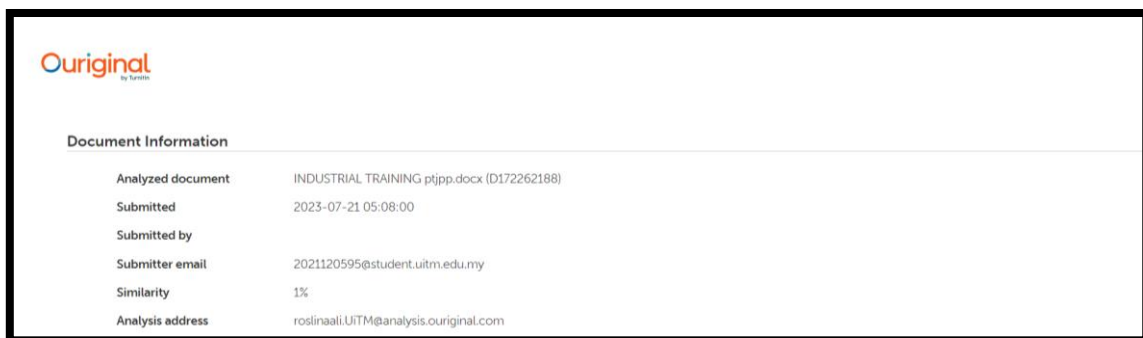 Ouriginal
by Turnitin
Document Information
Analyzed document INDUSTRIAL TRAINING ptjpp.docx (D172262188)
Submitted 2023-07-21 05:08:00
Submitted by
Submitter email 2021120595@student.uitm.edu.my
Similarity 1%
Analysis address roslinaali.UiTM@analysis.ouriginal.com